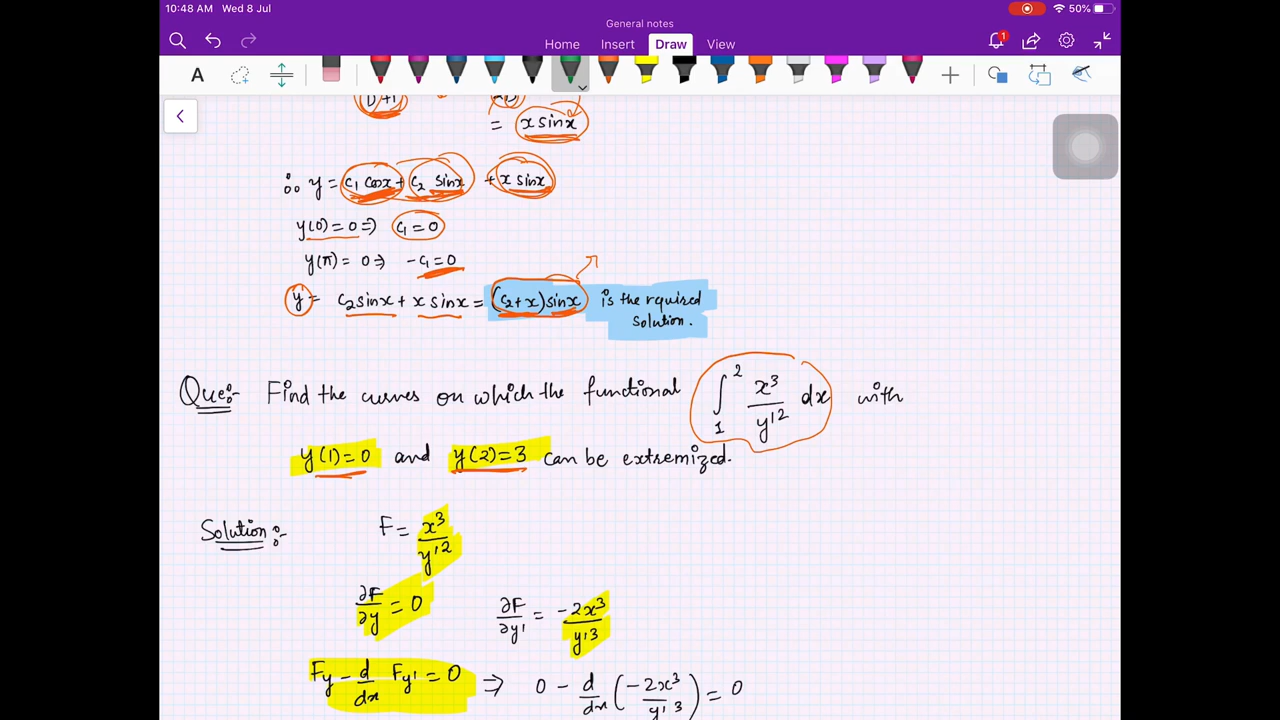 10:48 AM Wed 8 Jul
50%
General notes
Home Insert Draw View
1
A
= x sinx
∴ y = c₁ cosx + c₂ sinx + x sinx
y(0)=0 ⇒ c₁=0
y(π)=0 ⇒ -c₁=0
y = c₂sinx + x sinx = (c₂+x)sinx is the rquired
solution.
Que:- Find the curves on which the functional ∫₁² x³/y'² dx with
y(1)=0 and y(2)=3 can be extremized.
Solution:- F = x³/y'²
∂F/∂y = 0 ∂F/∂y' = -2x³/y'³
Fy - d/dx Fy' = 0 ⇒ 0 - d/dx (-2x³/y'³) = 0